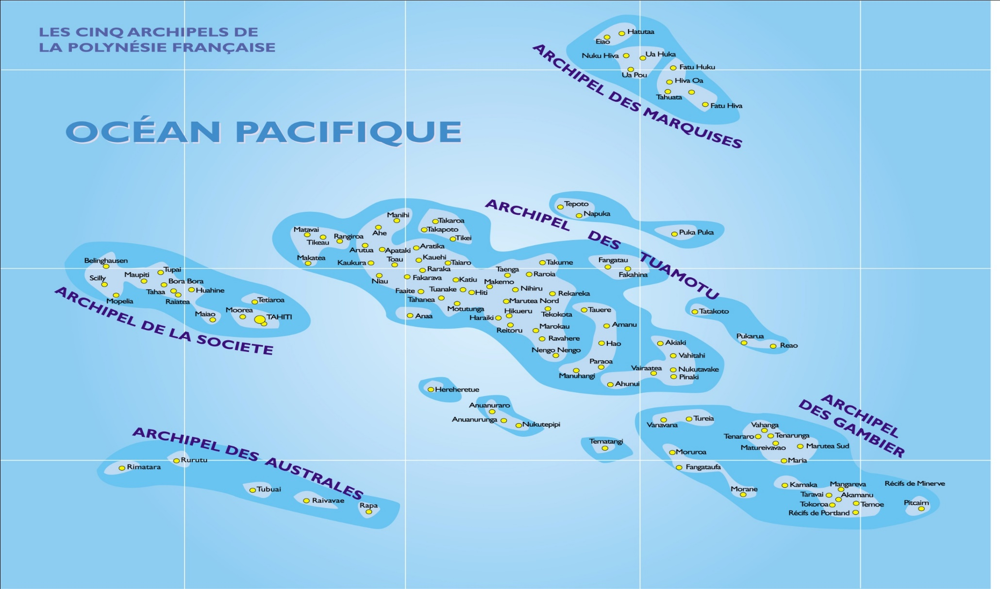 LES CINQ ARCHIPELS DE
LA POLYNÉSIE FRANÇAISE
OCÉAN PACIFIQUE
ARCHIPEL DES MARQUISES
Hatutaa
Eiao
Nuku Hiva
Ua Huka
Ua Pou
Fatu Huku
Hiva Oa
Tahuata
Fatu Hiva
ARCHIPEL DES TUAMOTU
Tepoto
Napuka
Puka Puka
Manihi
Ahe
Takaroa
Takapoto
Tikei
Matavai
Tikeau
Rangiroa
Makatea
Arutua
Apataki
Aratika
Kaukura
Toau
Kauehi
Taiaro
Raraka
Niau
Fakarava
Katiu
Taenga
Takume
Raroia
Makemo
Fangatau
Fakahina
Faaite
Tuanake
Hiti
Nihiru
Rekareka
Tahanea
Motutunga
Marutea Nord
Hikueru
Tekokota
Tauere
Anaa
Haraiki
Reitoru
Marokau
Amanu
Ravahere
Hao
Nengo Nengo
Paraoa
Manuhangi
Ahunui
Akiaki
Vahitahi
Vairaatea
Nukutavake
Pinaki
Tatakoto
Pukarua
Reao
Hereheretue
Anuanuraro
Anuanurunga
Nukutepipi
Tematangi
ARCHIPEL DE LA SOCIETE
Belinghausen
Scilly
Mopelia
Maupiti
Tupai
Bora Bora
Tahaa
Huahine
Raiatea
Maiao
Moorea
Tetiaroa
TAHITI
ARCHIPEL DES AUSTRALES
Rimatara
Rurutu
Tubuai
Raivavae
Rapa
ARCHIPEL
DES GAMBIER
Vanavana
Tureia
Vahanga
Tenararo
Tenarunga
Matureivavao
Marutea Sud
Maria
Moruroa
Fangataufa
Morane
Kamaka
Mangareva
Taravai
Akamanu
Tokoroa
Temoe
Récifs de Portland
Récifs de Minerve
Pitcairn